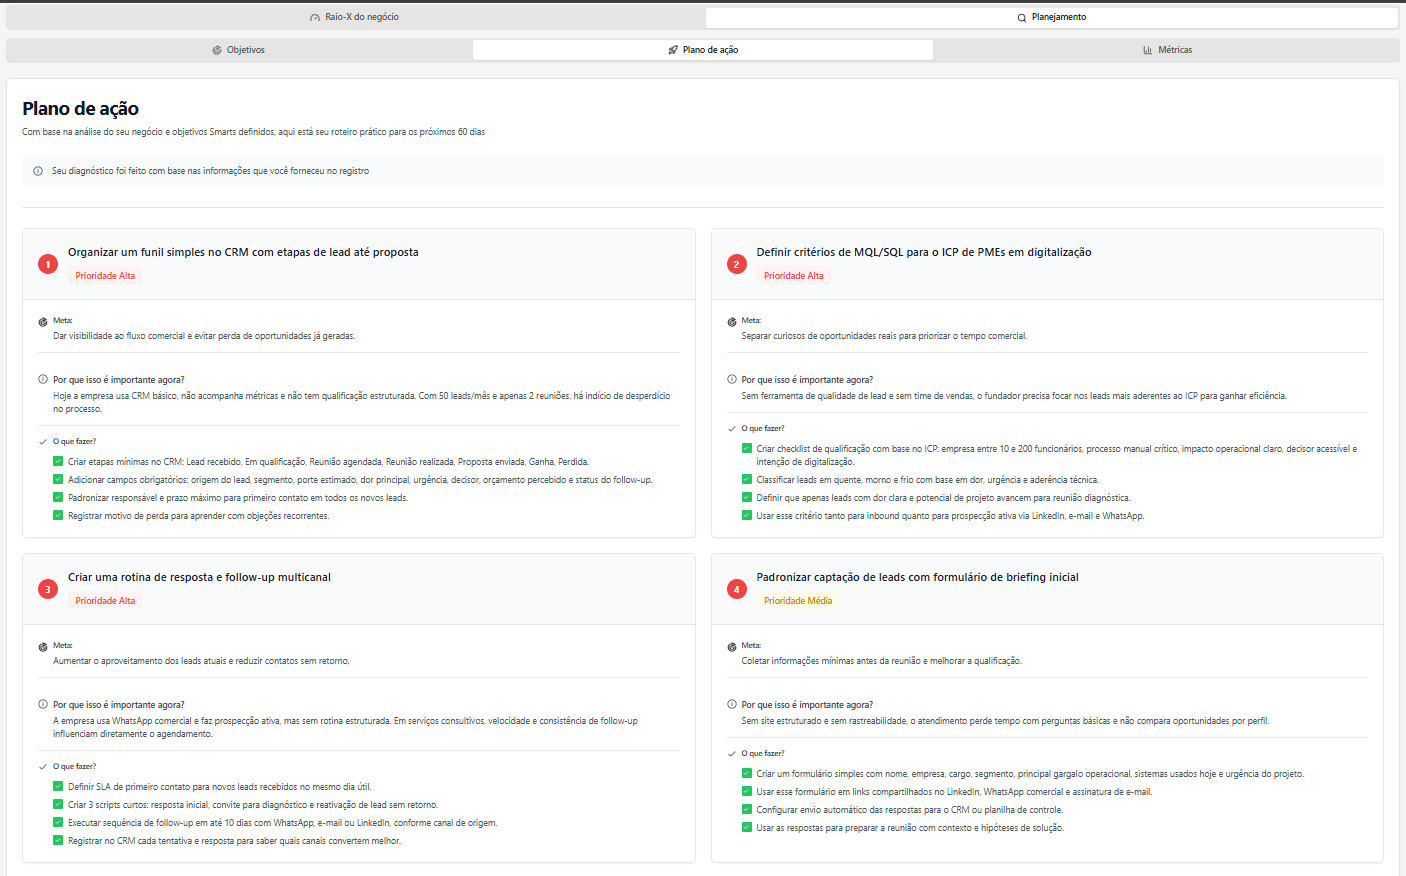 Raio-X do negócio
Planejamento
Objetivos
Plano de ação
Métricas
Plano de ação
Com base na análise do seu negócio e objetivos Smarts definidos, aqui está seu roteiro prático para os próximos 60 dias
Seu diagnóstico foi feito com base nas informações que você forneceu no registro
1
Organizar um funil simples no CRM com etapas de lead até proposta
Prioridade Alta
Meta:
Dar visibilidade ao fluxo comercial e evitar perda de oportunidades já geradas.
Por que isso é importante agora?
Hoje a empresa usa CRM básico, não acompanha métricas e não tem qualificação estruturada. Com 50 leads/mês e apenas 2 reuniões, há indício de desperdício
no processo.
O que fazer?
Criar etapas mínimas no CRM: Lead recebido, Em qualificação, Reunião agendada, Reunião realizada, Proposta enviada, Ganha, Perdida.
Adicionar campos obrigatórios: origem do lead, segmento, porte estimado, dor principal, urgência, decisor, orçamento percebido e status do follow-up.
Padronizar responsável e prazo máximo para primeiro contato em todos os novos leads.
Registrar motivo de perda para aprender com objeções recorrentes.
2
Definir critérios de MQL/SQL para o ICP de PMEs em digitalização
Prioridade Alta
Meta:
Separar curiosos de oportunidades reais para priorizar o tempo comercial.
Por que isso é importante agora?
Sem ferramenta de qualidade de lead e sem time de vendas, o fundador precisa focar nos leads mais aderentes ao ICP para ganhar eficiência.
O que fazer?
Criar checklist de qualificação com base no ICP: empresa entre 10 e 200 funcionários, processo manual crítico, impacto operacional claro, decisor acessível e
intenção de digitalização.
Classificar leads em quente, morno e frio com base em dor, urgência e aderência técnica.
Definir que apenas leads com dor clara e potencial de projeto avancem para reunião diagnóstica.
Usar esse critério tanto para inbound quanto para prospecção ativa via LinkedIn, e-mail e WhatsApp.
3
Criar uma rotina de resposta e follow-up multicanal
Prioridade Alta
Meta:
Aumentar o aproveitamento dos leads atuais e reduzir contatos sem retorno.
Por que isso é importante agora?
A empresa usa WhatsApp comercial e faz prospecção ativa, mas sem rotina estruturada. Em serviços consultivos, velocidade e consistência de follow-up
influenciam diretamente o agendamento.
O que fazer?
Definir SLA de primeiro contato para novos leads recebidos no mesmo dia útil.
Criar 3 scripts curtos: resposta inicial, convite para diagnóstico e reativação de lead sem retorno.
Executar sequência de follow-up em até 10 dias com WhatsApp, e-mail ou LinkedIn, conforme canal de origem.
Registrar no CRM cada tentativa e resposta para saber quais canais convertem melhor.
4
Padronizar captação de leads com formulário de briefing inicial
Prioridade Média
Meta:
Coletar informações mínimas antes da reunião e melhorar a qualificação.
Por que isso é importante agora?
Sem site estruturado e sem rastreabilidade, o atendimento perde tempo com perguntas básicas e não compara oportunidades por perfil.
O que fazer?
Criar um formulário simples com nome, empresa, cargo, segmento, principal gargalo operacional, sistemas usados hoje e urgência do projeto.
Usar esse formulário em links compartilhados no LinkedIn, WhatsApp comercial e assinatura de e-mail.
Configurar envio automático das respostas para o CRM ou planilha de controle.
Usar as respostas para preparar a reunião com contexto e hipóteses de solução.